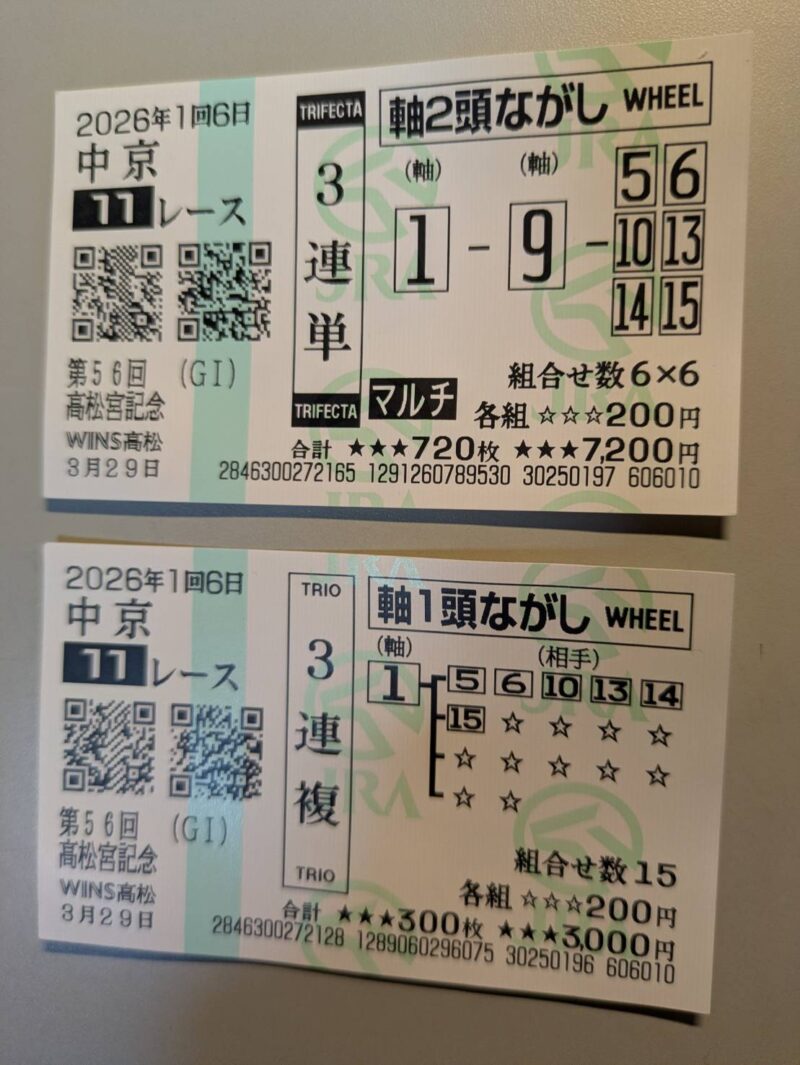 2026年1回6日
中京
11レース
第56回 (GI)
高松宮記念
WINS高松
3月29日
TRIFECTA
3連単
TRIFECTA
軸2頭ながし WHEEL
(軸) (軸)
1 - 9 - 5 6
10 13
14 15
マルチ
組合せ数6×6
各組 ☆☆☆200円
合計 ★★★720枚 ★★★7,200円
2846300272165 1291260789530 30250197 606010
JRA
2026年1回6日
中京
11レース
第56回 (GI)
高松宮記念
WINS高松
3月29日
TRIO
3連複
TRIO
軸1頭ながし WHEEL
(軸) (相手)
1 5 6 10 13 14
15 ☆ ☆ ☆ ☆
☆ ☆ ☆ ☆ ☆
☆ ☆
組合せ数15
各組 ☆☆☆200円
合計 ★★★300枚 ★★★3,000円
2846300272128 1289060296075 30250196 606010
JRA